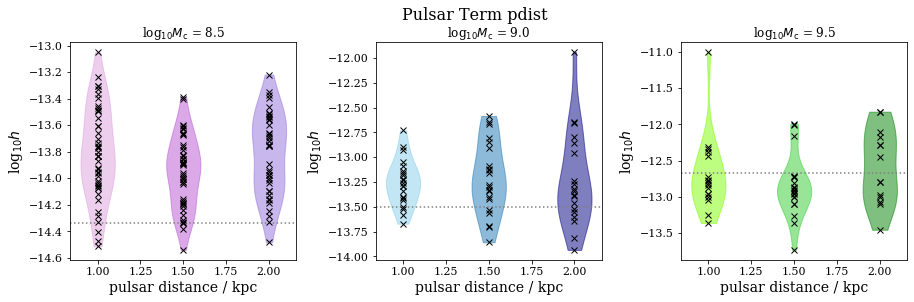 Pulsar Term pdist
log₁₀M_c = 8.5
log₁₀M_c = 9.0
log₁₀M_c = 9.5
log₁₀h
−13.0
−13.2
−13.4
−13.6
−13.8
−14.0
−14.2
−14.4
−14.6
1.00 1.25 1.50 1.75 2.00
pulsar distance / kpc
log₁₀h
−12.00
−12.25
−12.50
−12.75
−13.00
−13.25
−13.50
−13.75
−14.00
1.00 1.25 1.50 1.75 2.00
pulsar distance / kpc
log₁₀h
−11.0
−11.5
−12.0
−12.5
−13.0
−13.5
1.00 1.25 1.50 1.75 2.00
pulsar distance / kpc